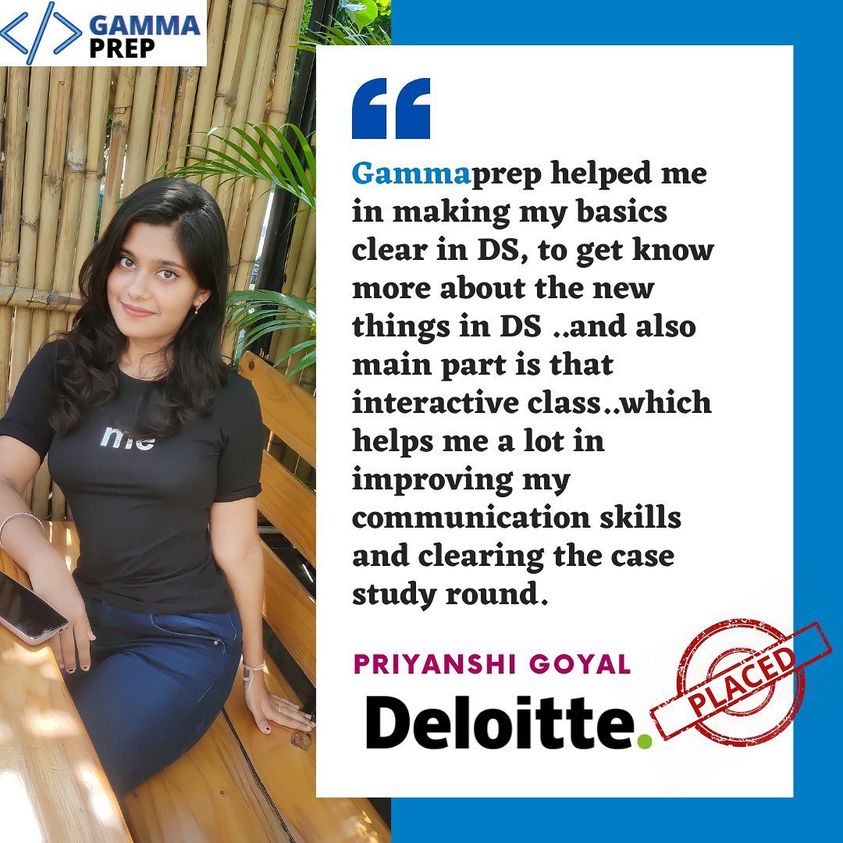 </> GAMMA
PREP
Gammaprep helped me
in making my basics
clear in DS, to get know
more about the new
things in DS ..and also
main part is that
interactive class..which
helps me a lot in
improving my
communication skills
and clearing the case
study round.
PRIYANSHI GOYAL
Deloitte.
PLACED
me